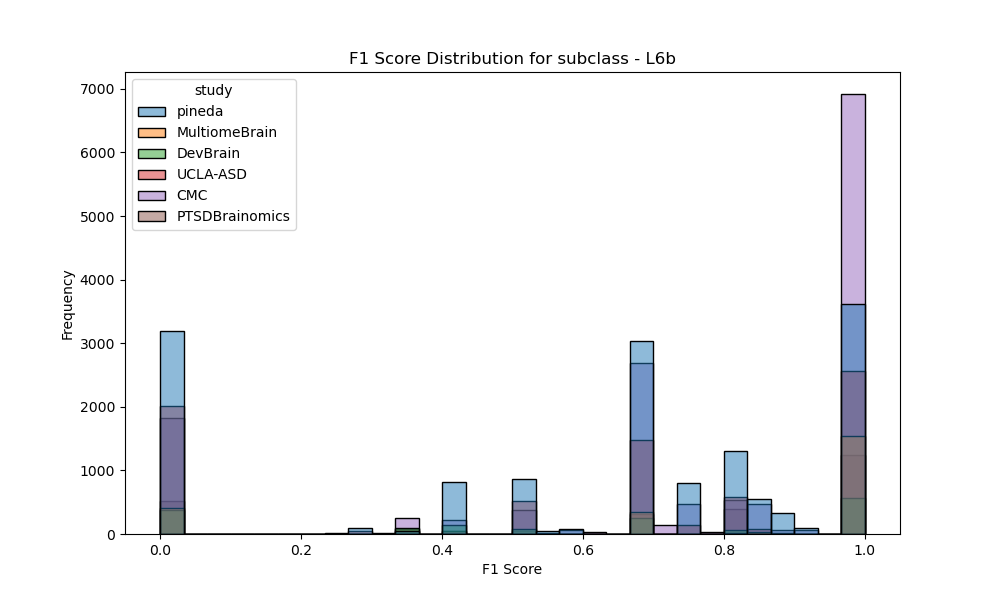 F1 Score Distribution for subclass - L6b
study
pineda
MultiomeBrain
DevBrain
UCLA-ASD
CMC
PTSDBrainomics
Frequency
7000
6000
5000
4000
3000
2000
1000
0
0.0 0.2 0.4 0.6 0.8 1.0
F1 Score